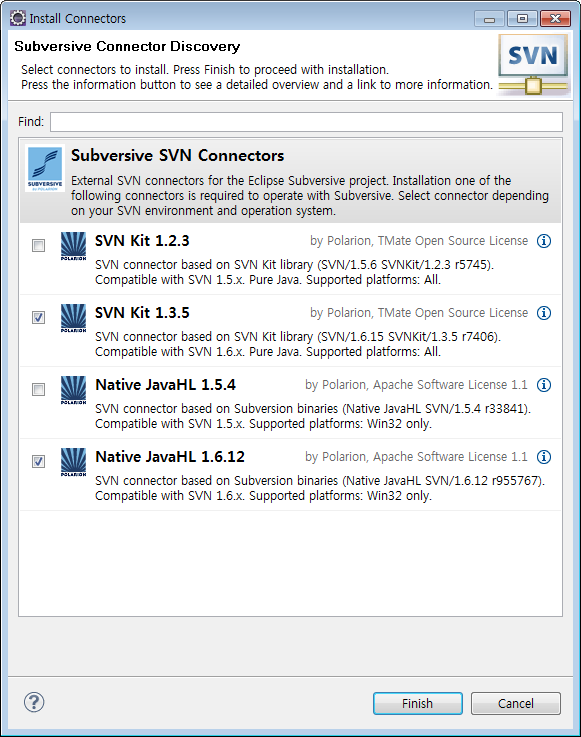 Install Connectors
Subversive Connector Discovery
Select connectors to install. Press Finish to proceed with installation.
Press the information button to see a detailed overview and a link to more information.
SVN
Find:
SUBVERSIVE
BY POLARION
Subversive SVN Connectors
External SVN connectors for the Eclipse Subversive project. Installation one of the
following connectors is required to operate with Subversive. Select connector depending
on your SVN environment and operation system.
POLARION
SVN Kit 1.2.3
by Polarion, TMate Open Source License
SVN connector based on SVN Kit library (SVN/1.5.6 SVNKit/1.2.3 r5745).
Compatible with SVN 1.5.x. Pure Java. Supported platforms: All.
POLARION
SVN Kit 1.3.5
by Polarion, TMate Open Source License
SVN connector based on SVN Kit library (SVN/1.6.15 SVNKit/1.3.5 r7406).
Compatible with SVN 1.6.x. Pure Java. Supported platforms: All.
POLARION
Native JavaHL 1.5.4
by Polarion, Apache Software License 1.1
SVN connector based on Subversion binaries (Native JavaHL SVN/1.5.4 r33841).
Compatible with SVN 1.5.x. Supported platforms: Win32 only.
POLARION
Native JavaHL 1.6.12
by Polarion, Apache Software License 1.1
SVN connector based on Subversion binaries (Native JavaHL SVN/1.6.12 r955767).
Compatible with SVN 1.6.x. Supported platforms: Win32 only.
?
Finish
Cancel